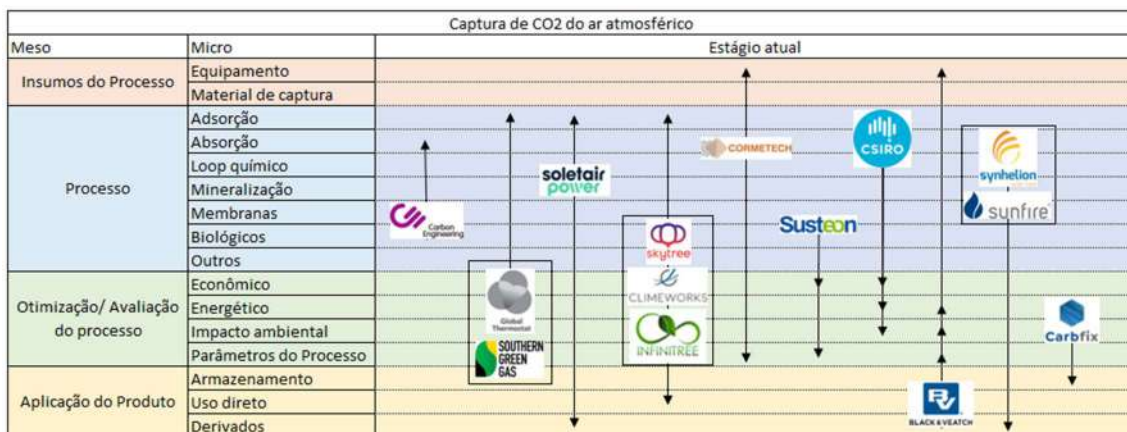 Captura de CO2 do ar atmosférico
Meso Micro Estágio atual
Insumos do Processo
Equipamento
Material de captura
Processo
Adsorção
Absorção
Loop químico
Mineralização
Membranas
Biológicos
Outros
Otimização/ Avaliação
do processo
Econômico
Energético
Impacto ambiental
Parâmetros do Processo
Aplicação do Produto
Armazenamento
Uso direto
Derivados
Carbon
Engineering
Global
Thermostat
SOUTHERN
GREEN
GAS
soletair
power
skytree
CLIMEWORKS
INFINITREE
CORMETECH
Susteon
CSIRO
BV
BLACK & VEATCH
synhelion
sunfire
Carbfix